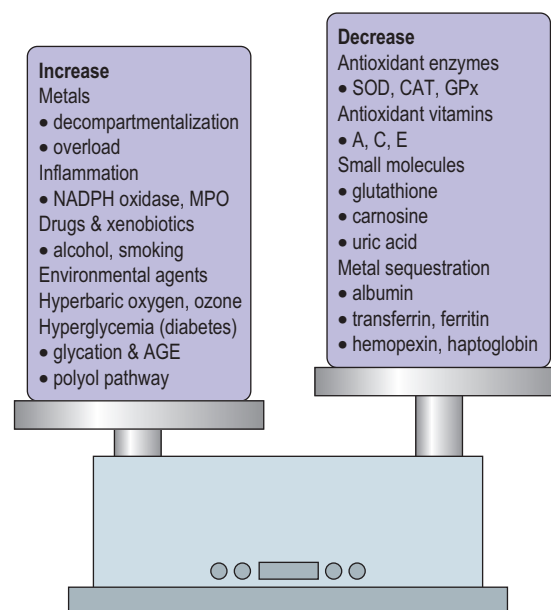 Increase
Metals
• decompartmentalization
• overload
Inflammation
• NADPH oxidase, MPO
Drugs & xenobiotics
• alcohol, smoking
Environmental agents
Hyperbaric oxygen, ozone
Hyperglycemia (diabetes)
• glycation & AGE
• polyol pathway
Decrease
Antioxidant enzymes
• SOD, CAT, GPx
Antioxidant vitamins
• A, C, E
Small molecules
• glutathione
• carnosine
• uric acid
Metal sequestration
• albumin
• transferrin, ferritin
• hemopexin, haptoglobin